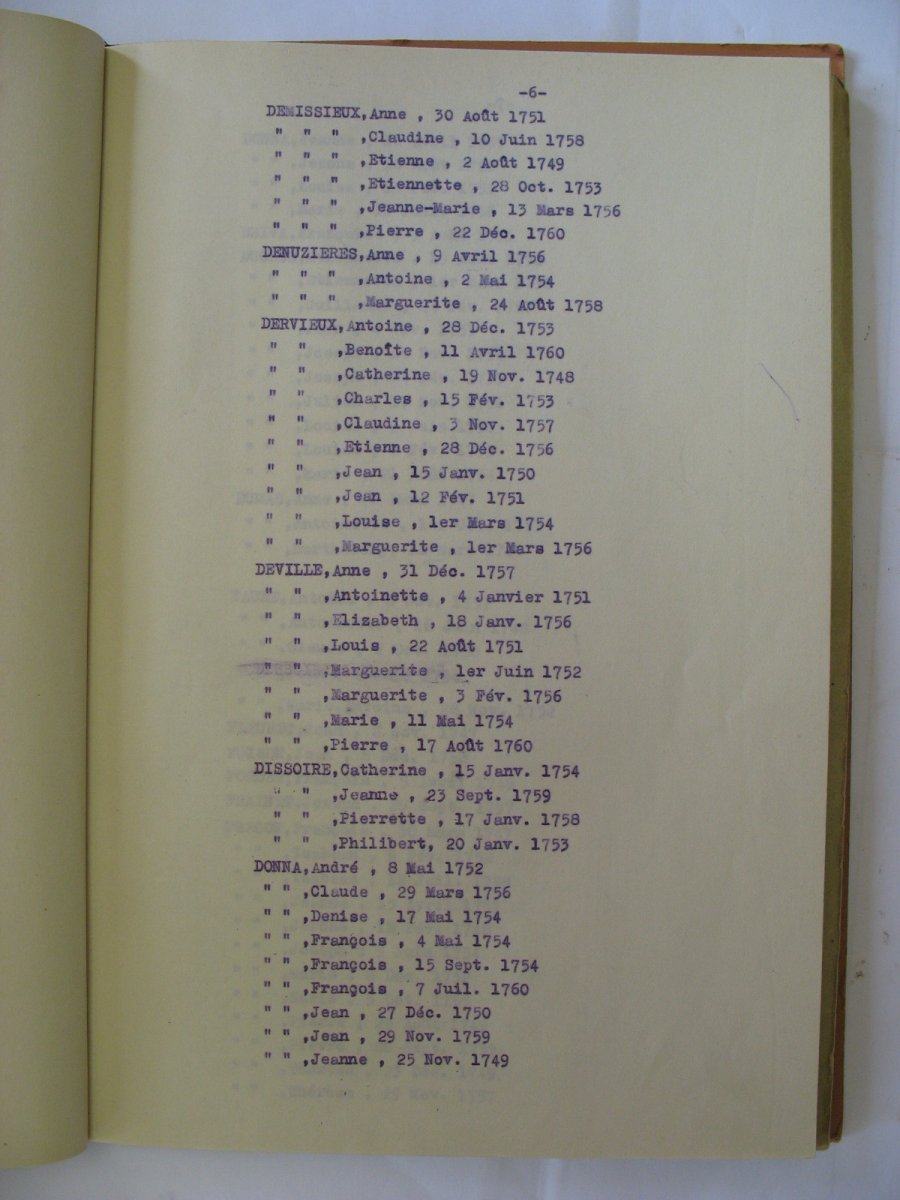 -6-
DEMISSIEUX,Anne , 30 Août 1751
" " " ,Claudine , 10 Juin 1758
" " " ,Etienne , 2 Août 1749
" " " ,Etiennette , 28 Oct. 1753
" " " ,Jeanne-Marie , 13 Mars 1756
" " " ,Pierre , 22 Déc. 1760
DENUZIERES,Anne , 9 Avril 1756
" " " ,Antoine , 2 Mai 1754
" " " ,Marguerite , 24 Août 1758
DERVIEUX,Antoine , 28 Déc. 1753
" " ,Benoîte , 11 Avril 1760
" " ,Catherine , 19 Nov. 1748
" " ,Charles , 15 Fév. 1753
" " ,Claudine , 3 Nov. 1757
" " ,Etienne , 28 Déc. 1756
" " ,Jean , 15 Janv. 1750
" " ,Jean , 12 Fév. 1751
" " ,Louise , 1er Mars 1754
" " ,Marguerite , 1er Mars 1756
DEVILLE,Anne , 31 Déc. 1757
" " ,Antoinette , 4 Janvier 1751
" " ,Elizabeth , 18 Janv. 1756
" " ,Louis , 22 Août 1751
" " ,Marguerite , 1er Juin 1752
" " ,Marguerite , 3 Fév. 1756
" " ,Marie , 11 Mai 1754
" " ,Pierre , 17 Août 1760
DISSOIRE,Catherine , 15 Janv. 1754
" " ,Jeanne , 23 Sept. 1759
" " ,Pierrette , 17 Janv. 1758
" " ,Philibert, 20 Janv. 1753
DONNA,André , 8 Mai 1752
" " ,Claude , 29 Mars 1756
" " ,Denise , 17 Mai 1754
" " ,François , 4 Mai 1754
" " ,François , 15 Sept. 1754
" " ,François , 7 Juil. 1760
" " ,Jean , 27 Déc. 1750
" " ,Jean , 29 Nov. 1759
" " ,Jeanne , 25 Nov. 1749